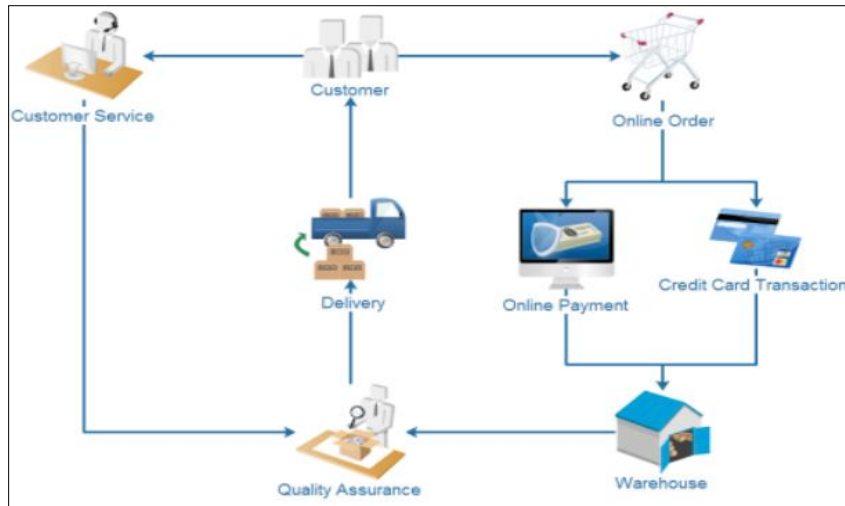 Customer
Customer Service
Online Order
Delivery
Online Payment
Credit Card Transaction
Quality Assurance
Warehouse